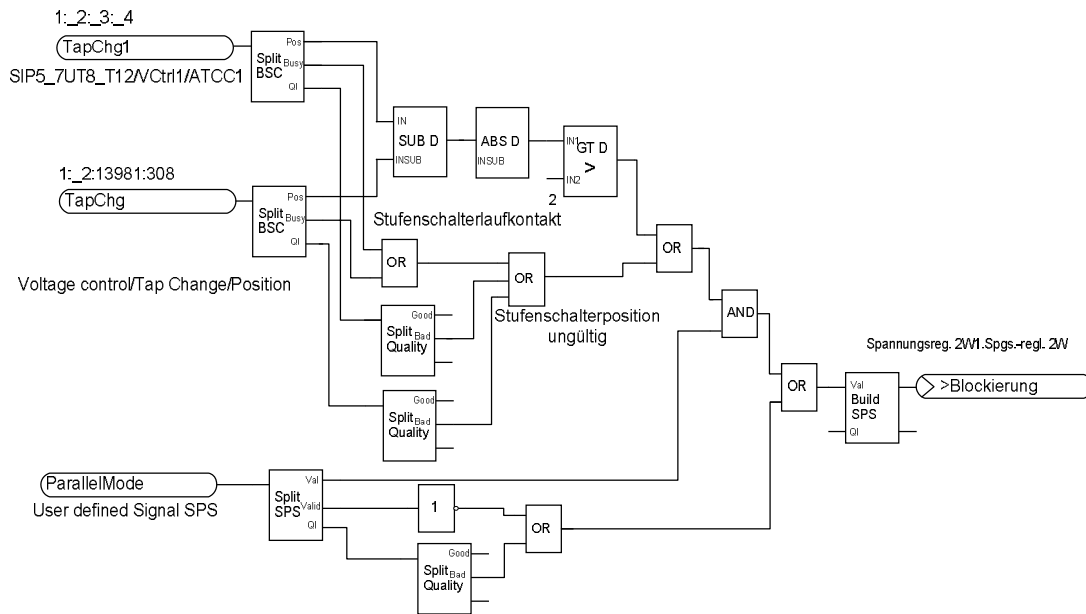 1:_2:_3:_4
TapChg1
SIP5_7UT8_T12/VCtrl1/ATCC1
Split
BSC
Pos
Busy
QI
IN
SUB D
INSUB
ABS D
INSUB
IN1
GT D
>
IN2
2
1:_2:13981:308
TapChg
Split
BSC
Pos
Busy
QI
Stufenschalterlaufkontakt
OR
OR
OR
Voltage control/Tap Change/Position
Stufenschalterposition
ungültig
Good
Split
Bad
Quality
AND
Good
Split
Bad
Quality
OR
Spannungsreg. 2W1.Spgs.-regl. 2W
Val
Build
SPS
QI
>Blockierung
ParallelMode
User defined Signal SPS
Split
SPS
Val
Valid
QI
1
OR
Good
Split
Bad
Quality